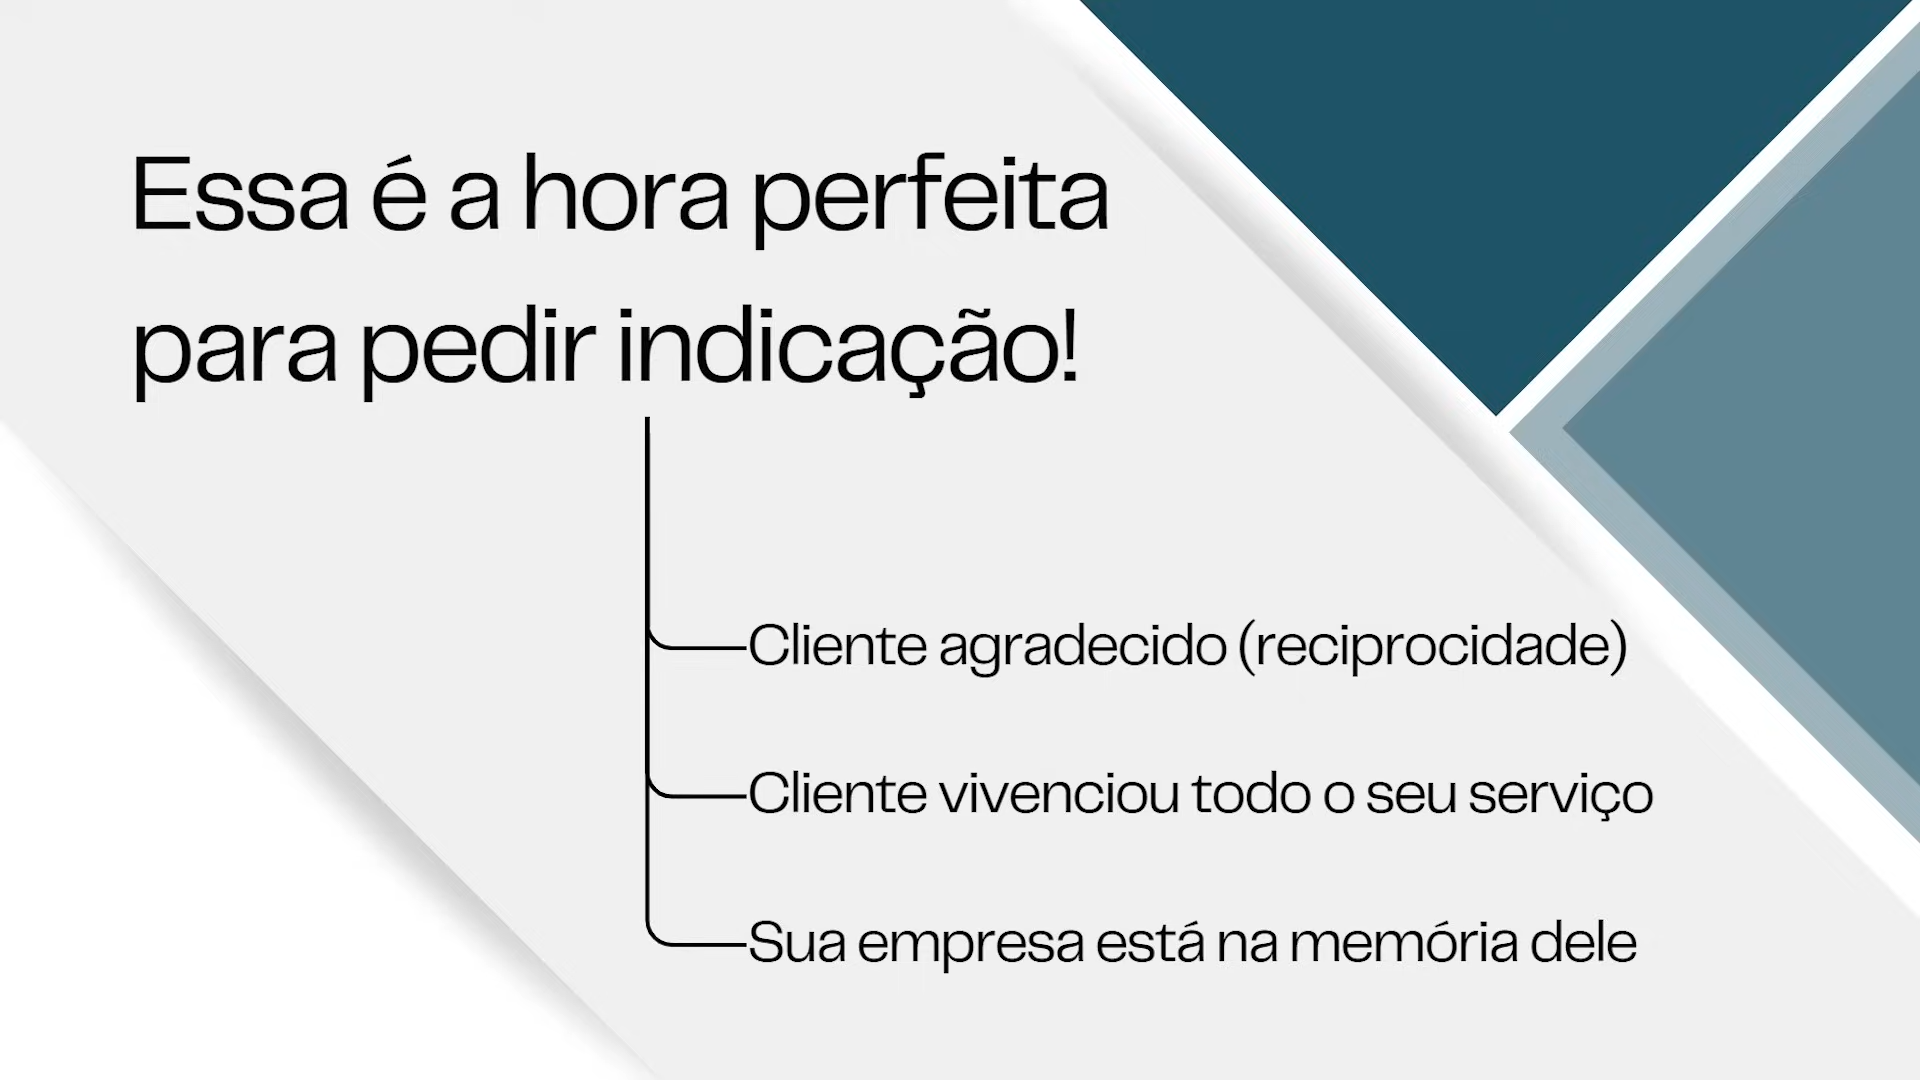 Essa é a hora perfeita
para pedir indicação!
Cliente agradecido (reciprocidade)
Cliente vivenciou todo o seu serviço
Sua empresa está na memória dele